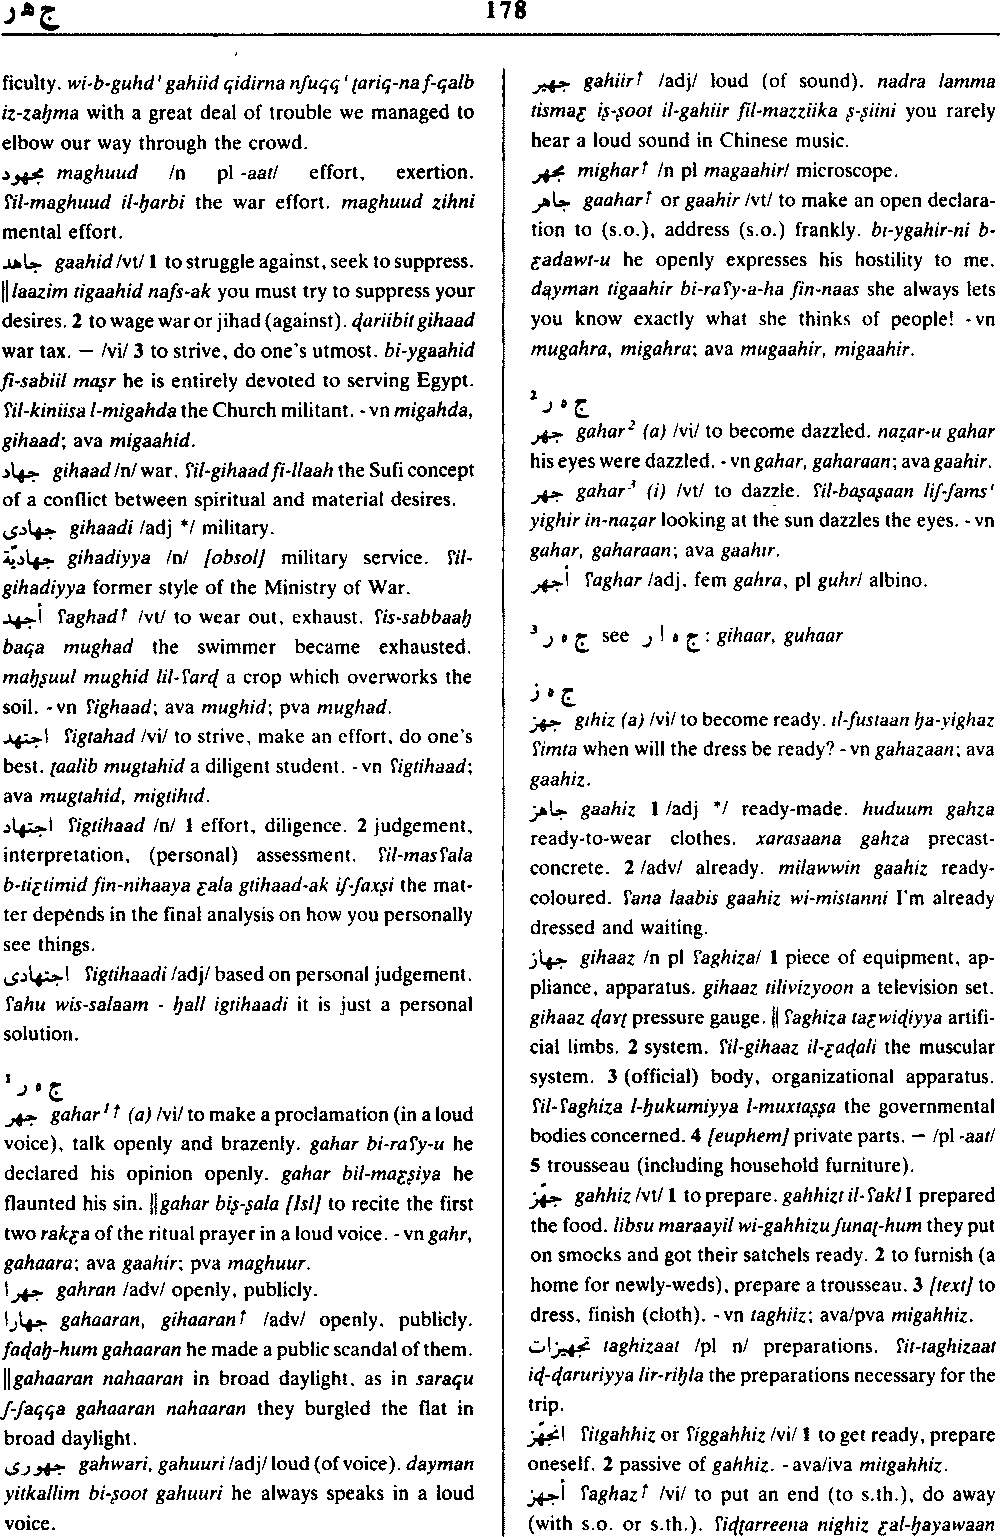 ج ه ر
178
ficulty. wi-b-guhdᶦ gahiid qidirna nʃuqqᶦ ṭariq-na f-qalb
iz-zaḥma with a great deal of trouble we managed to
elbow our way through the crowd.
مجهود maghuud /n pl -aat/ effort, exertion.
ʕil-maghuud il-ḥarbi the war effort. maghuud zihni
mental effort.
جاهد gaahid /vt/ 1 to struggle against, seek to suppress.
‖ laazim tigaahid nafs-ak you must try to suppress your
desires. 2 to wage war or jihad (against). ḍariibit gihaad
war tax. — /vi/ 3 to strive, do one's utmost. bi-ygaahid
fi-sabiil maṣr he is entirely devoted to serving Egypt.
ʕil-kiniisa l-migahda the Church militant. -vn migahda,
gihaad; ava migaahid.
جهاد gihaad /n/ war. ʕil-gihaad fi-llaah the Sufi concept
of a conflict between spiritual and material desires.
جهادى gihaadi /adj */ military.
جهاديّة gihadiyya /n/ [obsol] military service. ʕil-
gihadiyya former style of the Ministry of War.
أجهد ʕaghad↑ /vt/ to wear out, exhaust. ʕis-sabbaaḥ
baqa mughad the swimmer became exhausted.
maḥṣuul mughid lil-ʕarḍ a crop which overworks the
soil. -vn ʕighaad; ava mughid; pva mughad.
اجتهد ʕigtahad /vi/ to strive, make an effort, do one's
best. ṭaalib mugtahid a diligent student. -vn ʕigtihaad;
ava mugtahid, migtihid.
اجتهاد ʕigtihaad /n/ 1 effort, diligence. 2 judgement,
interpretation, (personal) assessment. ʕil-masʕala
b-tiƹtimid fin-nihaaya ƹala gtihaad-ak iʃ-ʃaxṣi the mat-
ter depends in the final analysis on how you personally
see things.
اجتهادى ʕigtihaadi /adj/ based on personal judgement.
ʕahu wis-salaam - ḥall igtihaadi it is just a personal
solution.
ج ه ر ¹
جهر gahar¹↑ (a) /vi/ to make a proclamation (in a loud
voice), talk openly and brazenly. gahar bi-raʕy-u he
declared his opinion openly. gahar bil-maƹṣiya he
flaunted his sin. ‖ gahar biṣ-ṣala [Isl] to recite the first
two rakƹa of the ritual prayer in a loud voice. -vn gahr,
gahaara; ava gaahir; pva maghuur.
جهراً gahran /adv/ openly, publicly.
جهاراً gahaaran, gihaaran↑ /adv/ openly, publicly.
faḍaḥ-hum gahaaran he made a public scandal of them.
‖ gahaaran nahaaran in broad daylight, as in saraqu
ʃ-ʃaqqa gahaaran nahaaran they burgled the flat in
broad daylight.
جهورى gahwari, gahuuri /adj/ loud (of voice). dayman
yitkallim bi-ṣoot gahuuri he always speaks in a loud
voice.
جهير gahiir↑ /adj/ loud (of sound). nadra lamma
tismaƹ iṣ-ṣoot il-gahiir fil-mazziika ṣ-ṣiini you rarely
hear a loud sound in Chinese music.
مجهر mighar↑ /n pl magaahir/ microscope.
جاهر gaahar↑ or gaahir /vt/ to make an open declara-
tion to (s.o.), address (s.o.) frankly. bi-ygahir-ni b-
ƹadawt-u he openly expresses his hostility to me.
dayman tigaahir bi-raʕy-a-ha fin-naas she always lets
you know exactly what she thinks of people! -vn
mugahra, migahra; ava mugaahir, migaahir.
ج ه ر ²
جهر gahar² (a) /vi/ to become dazzled. naẓar-u gahar
his eyes were dazzled. -vn gahar, gaharaan; ava gaahir.
جهر gahar³ (i) /vt/ to dazzle. ʕil-baṣaṣaan liʃ-ʃamsᶦ
yighir in-naẓar looking at the sun dazzles the eyes. -vn
gahar, gaharaan; ava gaahir.
أجهر ʕaghar /adj, fem gahra, pl guhr/ albino.
ج ه ر ³ see ج ه ا ر : gihaar, guhaar
ج ه ز
جهز gihiz (a) /vi/ to become ready. il-fustaan ḥa-yighaz
ʕimta when will the dress be ready? -vn gahazaan; ava
gaahiz.
جاهز gaahiz 1 /adj */ ready-made. huduum gahza
ready-to-wear clothes. xarasaana gahza precast-
concrete. 2 /adv/ already. milawwin gaahiz ready-
coloured. ʕana laabis gaahiz wi-mistanni I'm already
dressed and waiting.
جهاز gihaaz /n pl ʕaghiza/ 1 piece of equipment, ap-
pliance, apparatus. gihaaz tilivizyoon a television set.
gihaaz ḍaɣṭ pressure gauge. ‖ ʕaghiza taƹwiḍiyya artifi-
cial limbs. 2 system. ʕil-gihaaz il-ƹaḍali the muscular
system. 3 (official) body, organizational apparatus.
ʕil-ʕaghiza l-ḥukumiyya l-muxtaṣṣa the governmental
bodies concerned. 4 [euphem] private parts. — /pl -aat/
5 trousseau (including household furniture).
جهّز gahhiz /vt/ 1 to prepare. gahhizt il-ʕakl I prepared
the food. libsu maraayil wi-gahhizu ʃunaṭ-hum they put
on smocks and got their satchels ready. 2 to furnish (a
home for newly-weds), prepare a trousseau. 3 [text] to
dress, finish (cloth). -vn taghiiz; ava/pva migahhiz.
تجهيزات taghizaat /pl n/ preparations. ʕit-taghizaat
iḍ-ḍaruriyya lir-riḥla the preparations necessary for the
trip.
اتجهّز ʕitgahhiz or ʕiggahhiz /vi/ 1 to get ready, prepare
oneself. 2 passive of gahhiz. -ava/iva mitgahhiz.
أجهز ʕaghaz↑ /vi/ to put an end (to s.th.), do away
(with s.o. or s.th.). ʕiḍṭarreena nighiz ƹal-ḥayawaan